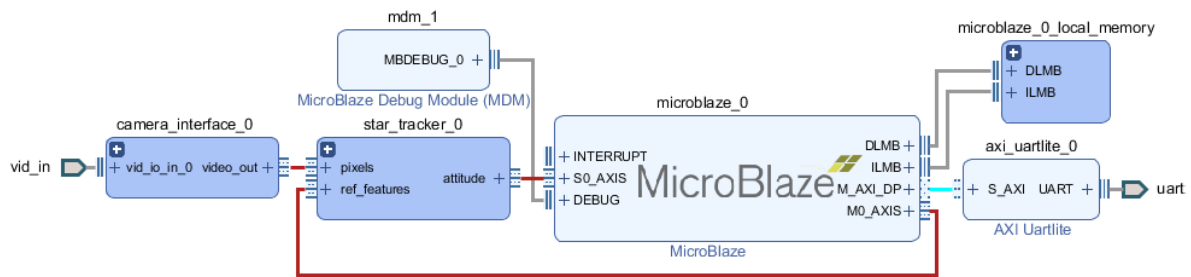 mdm_1
MBDEBUG_0
MicroBlaze Debug Module (MDM)
microblaze_0_local_memory
DLMB
ILMB
camera_interface_0
vid_in
vid_io_in_0 video_out
star_tracker_0
pixels
ref_features
attitude
microblaze_0
INTERRUPT
S0_AXIS
DEBUG
MicroBlaze
DLMB
ILMB
M_AXI_DP
M0_AXIS
MicroBlaze
axi_uartlite_0
S_AXI UART
AXI Uartlite
uart